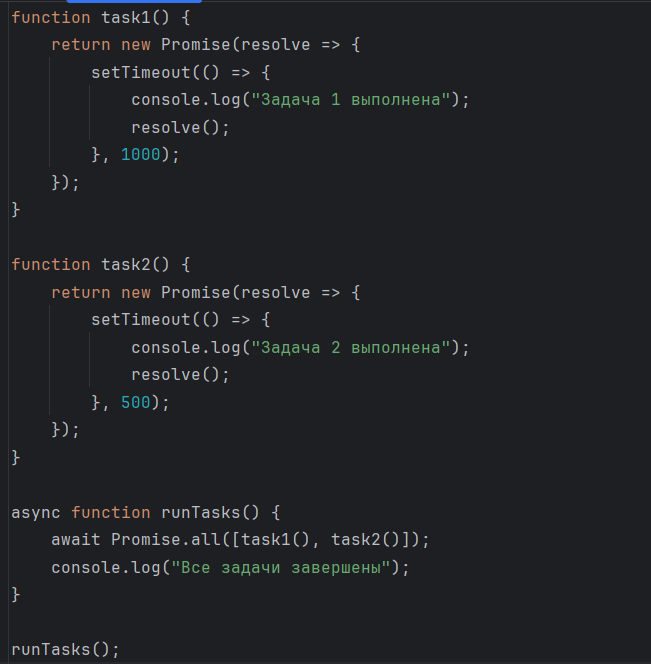 function task1() {
    return new Promise(resolve => {
        setTimeout(() => {
            console.log("Задача 1 выполнена");
            resolve();
        }, 1000);
    });
}

function task2() {
    return new Promise(resolve => {
        setTimeout(() => {
            console.log("Задача 2 выполнена");
            resolve();
        }, 500);
    });
}

async function runTasks() {
    await Promise.all([task1(), task2()]);
    console.log("Все задачи завершены");
}

runTasks();